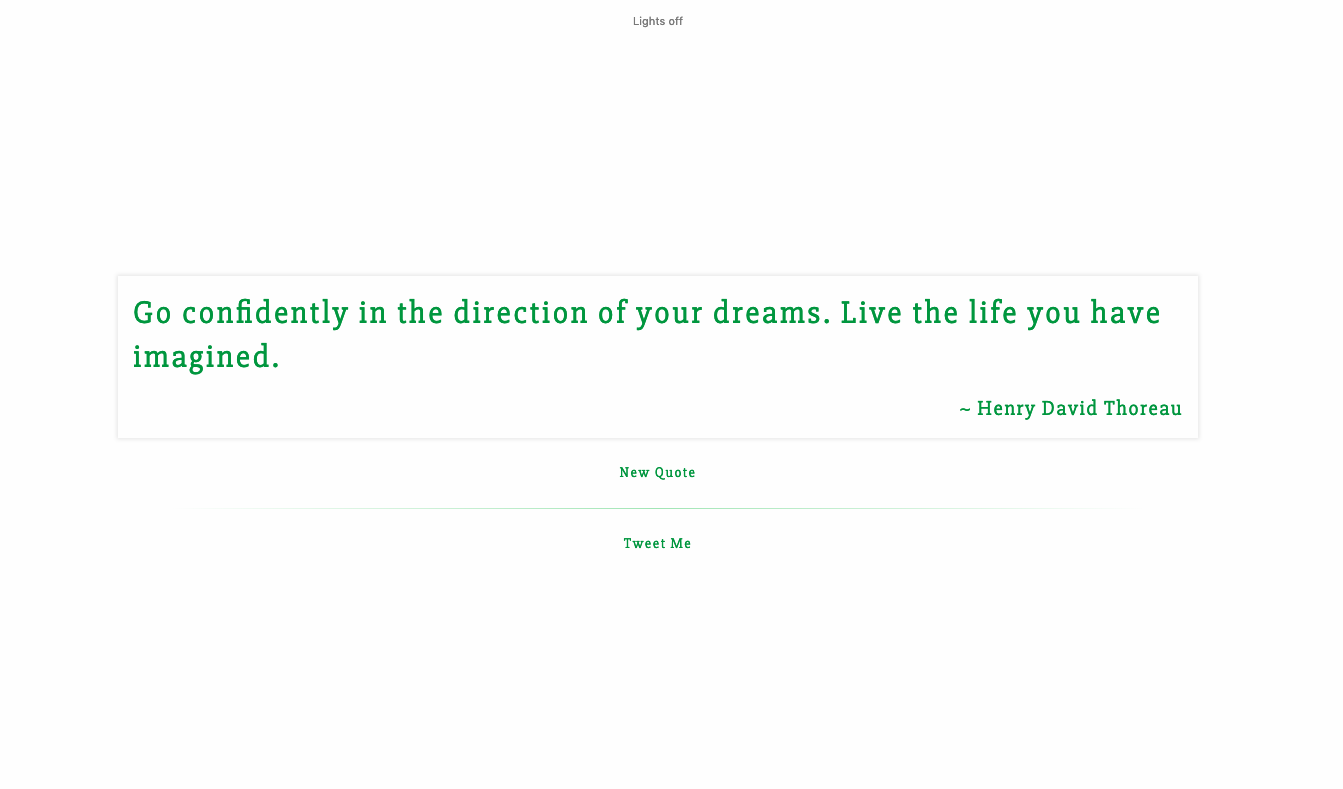 Lights off
Go confidently in the direction of your dreams. Live the life you have
imagined.
~ Henry David Thoreau
New Quote
Tweet Me